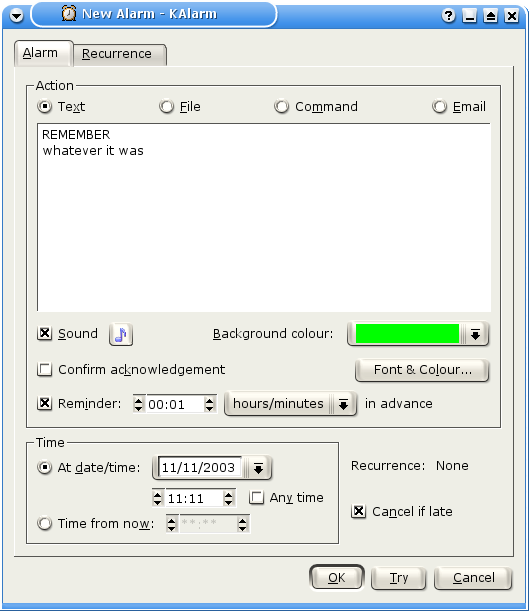 New Alarm - KAlarm
Alarm
Recurrence
Action
Text
File
Command
Email
REMEMBER
whatever it was
Sound
Background colour:
Confirm acknowledgement
Font & Colour...
Reminder:
00:01
hours/minutes
in advance
Time
At date/time:
11/11/2003
Recurrence: None
11:11
Any time
Cancel if late
Time from now:
**:**
OK
Try
Cancel